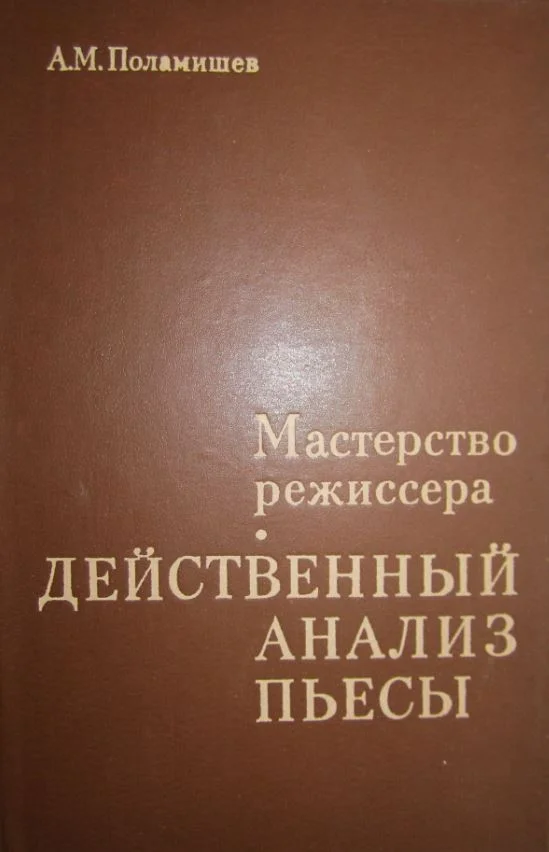 А.М.Поламишев
Мастерство
режиссера
•
ДЕЙСТВЕННЫЙ
АНАЛИЗ
ПЬЕСЫ